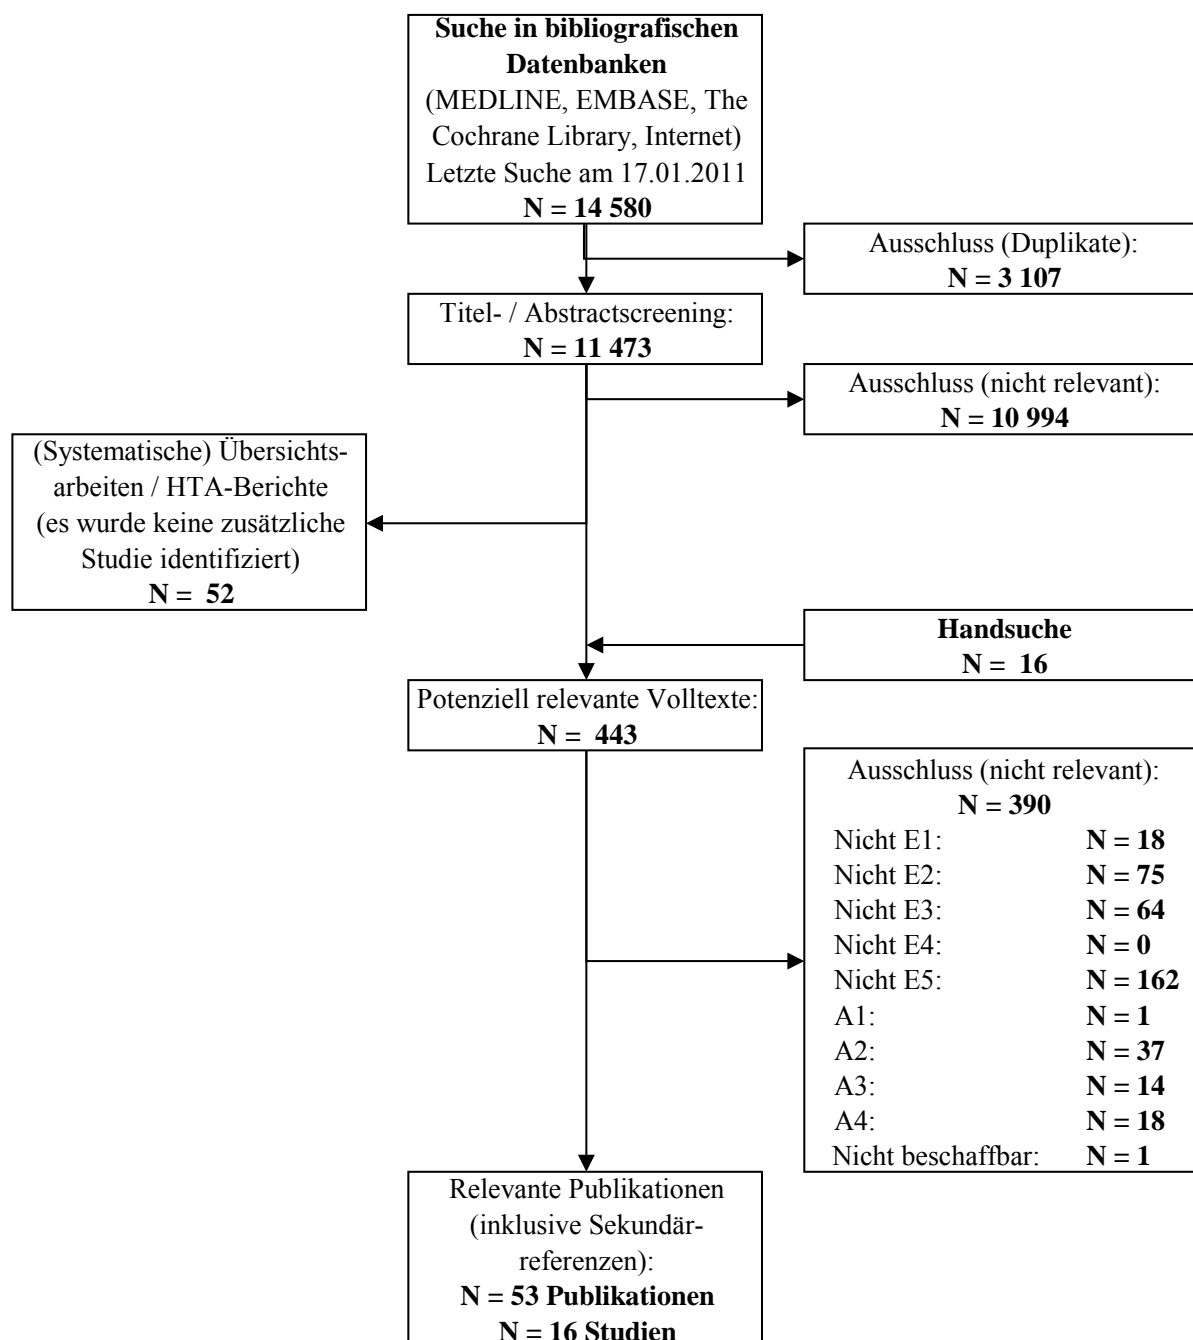 Suche in bibliografischen
Datenbanken
(MEDLINE, EMBASE, The
Cochrane Library, Internet)
Letzte Suche am 17.01.2011
N = 14 580
Ausschluss (Duplikate):
N = 3 107
Titel- / Abstractscreening:
N = 11 473
Ausschluss (nicht relevant):
N = 10 994
(Systematische) Übersichts-
arbeiten / HTA-Berichte
(es wurde keine zusätzliche
Studie identifiziert)
N = 52
Handsuche
N = 16
Potenziell relevante Volltexte:
N = 443
Ausschluss (nicht relevant):
N = 390
Nicht E1: N = 18
Nicht E2: N = 75
Nicht E3: N = 64
Nicht E4: N = 0
Nicht E5: N = 162
A1: N = 1
A2: N = 37
A3: N = 14
A4: N = 18
Nicht beschaffbar: N = 1
Relevante Publikationen
(inklusive Sekundär-
referenzen):
N = 53 Publikationen
N = 16 Studien